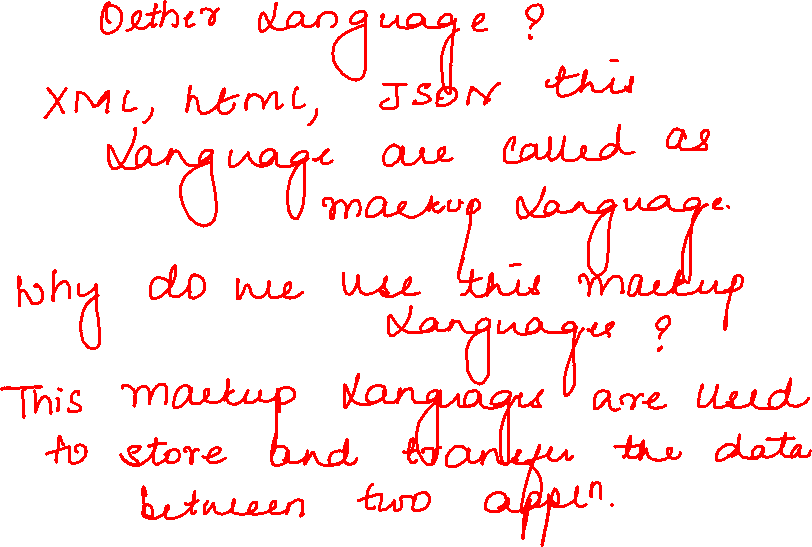 Oether Language ?
XML, html, JSON this
Language are called as
markup Language.
Why do we use this markup
Languages ?
This markup Languages are used
to store and transfer the data
between two appln.